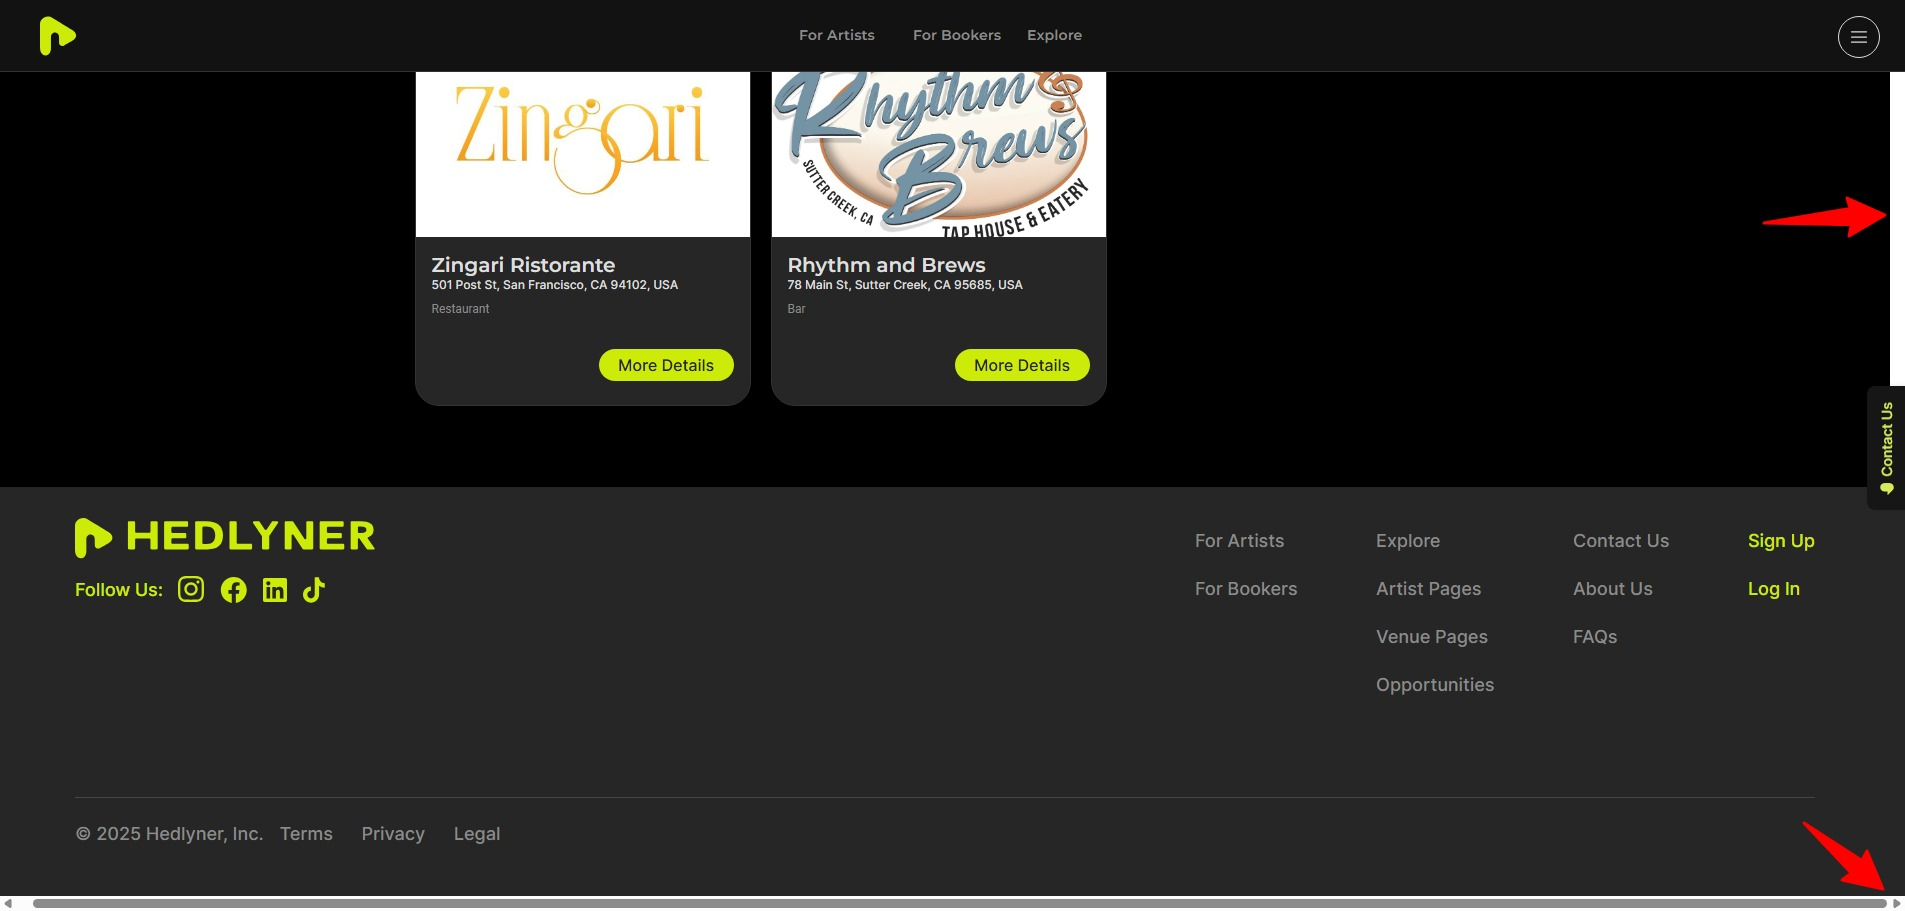 For Artists For Bookers Explore
Zingari
Rhythm & Brews
SUTTER CREEK, CA
TAP HOUSE & EATERY
Zingari Ristorante
501 Post St, San Francisco, CA 94102, USA
Restaurant
More Details
Rhythm and Brews
78 Main St, Sutter Creek, CA 95685, USA
Bar
More Details
Contact Us
HEDLYNER
Follow Us:
For Artists
For Bookers
Explore
Artist Pages
Venue Pages
Opportunities
Contact Us
About Us
FAQs
Sign Up
Log In
© 2025 Hedlyner, Inc. Terms Privacy Legal